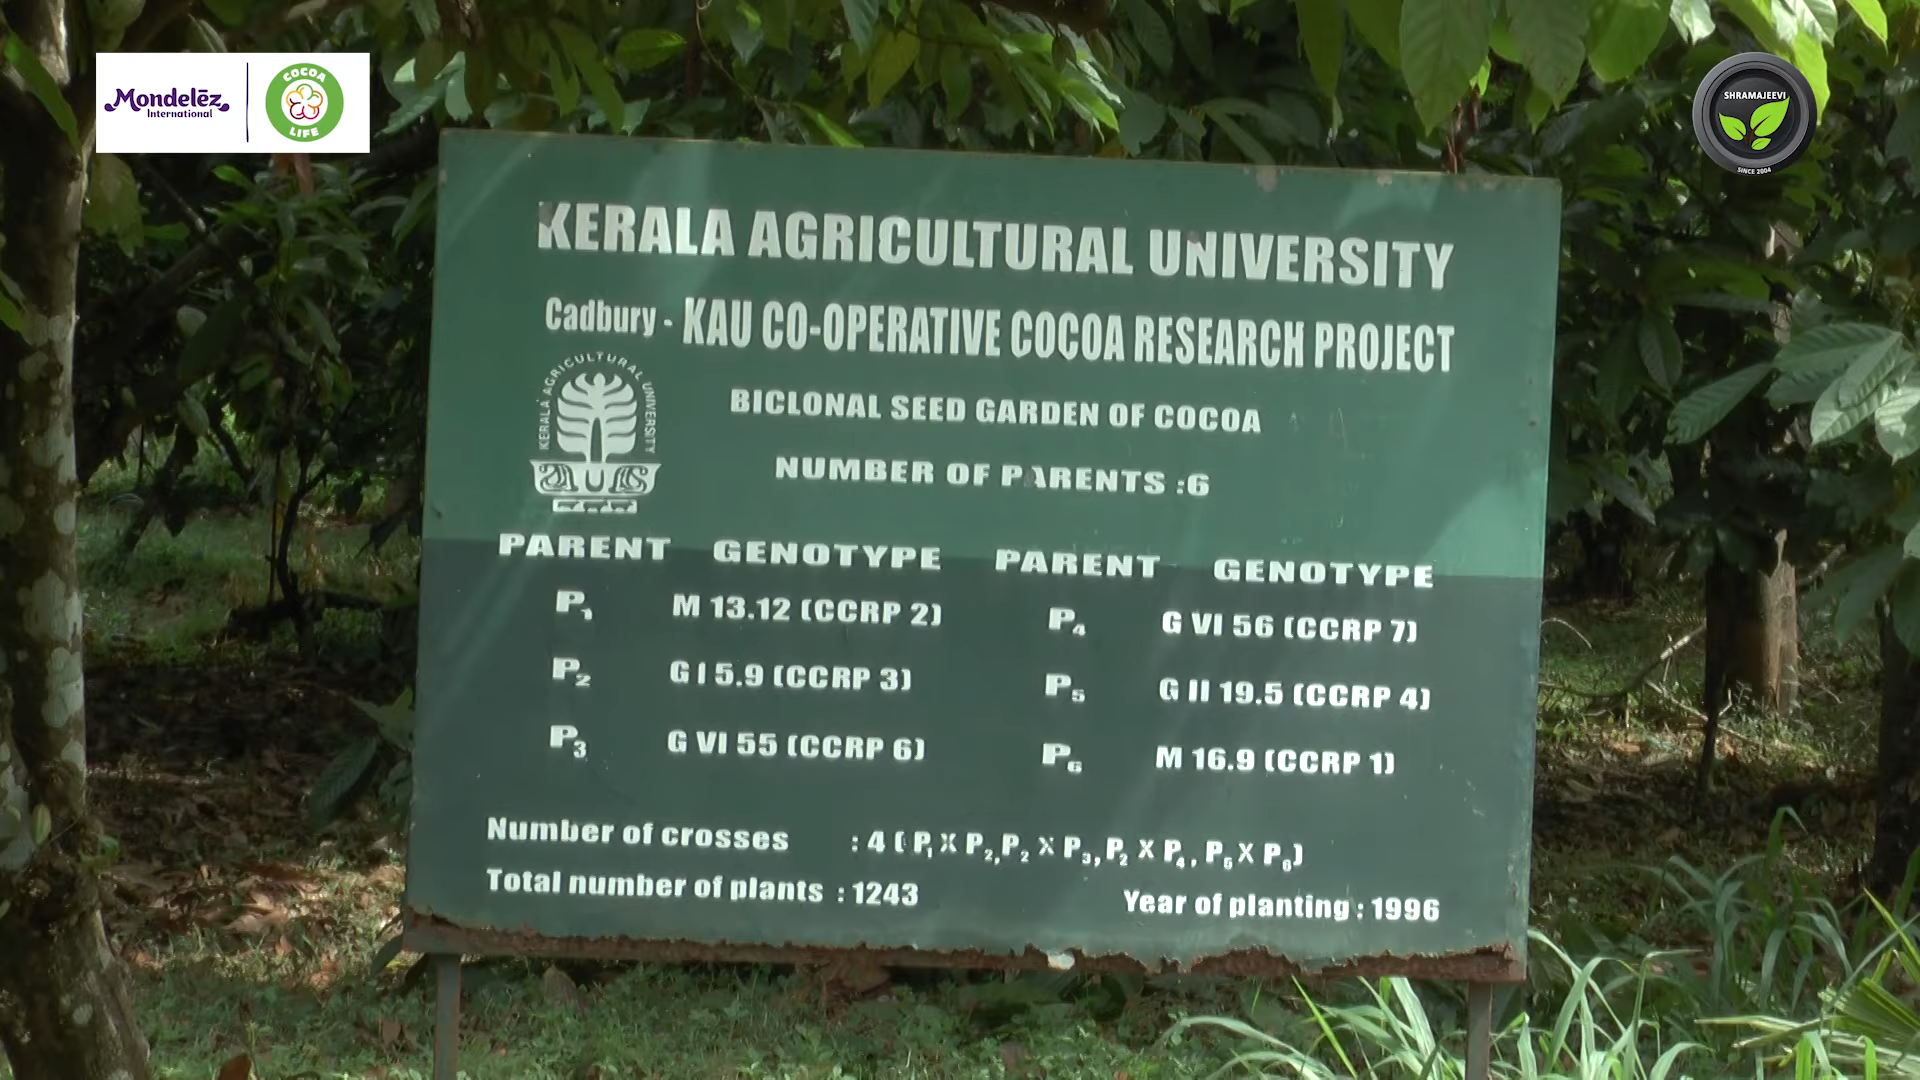 Mondelēz
International
COCOA
LIFE
SHRAMAJEEVI
SINCE 2004
KERALA AGRICULTURAL UNIVERSITY
Cadbury - KAU CO-OPERATIVE COCOA RESEARCH PROJECT
KERALA AGRICULTURAL UNIVERSITY
BICLONAL SEED GARDEN OF COCOA
NUMBER OF PARENTS :6
PARENT GENOTYPE PARENT GENOTYPE
P₁ M 13.12 (CCRP 2) P₄ G VI 56 (CCRP 7)
P₂ G I 5.9 (CCRP 3) P₅ G II 19.5 (CCRP 4)
P₃ G VI 55 (CCRP 6) P₆ M 16.9 (CCRP 1)
Number of crosses : 4 ( P₁ X P₂, P₂ X P₃, P₂ X P₄, P₅ X P₆)
Total number of plants : 1243 Year of planting : 1996